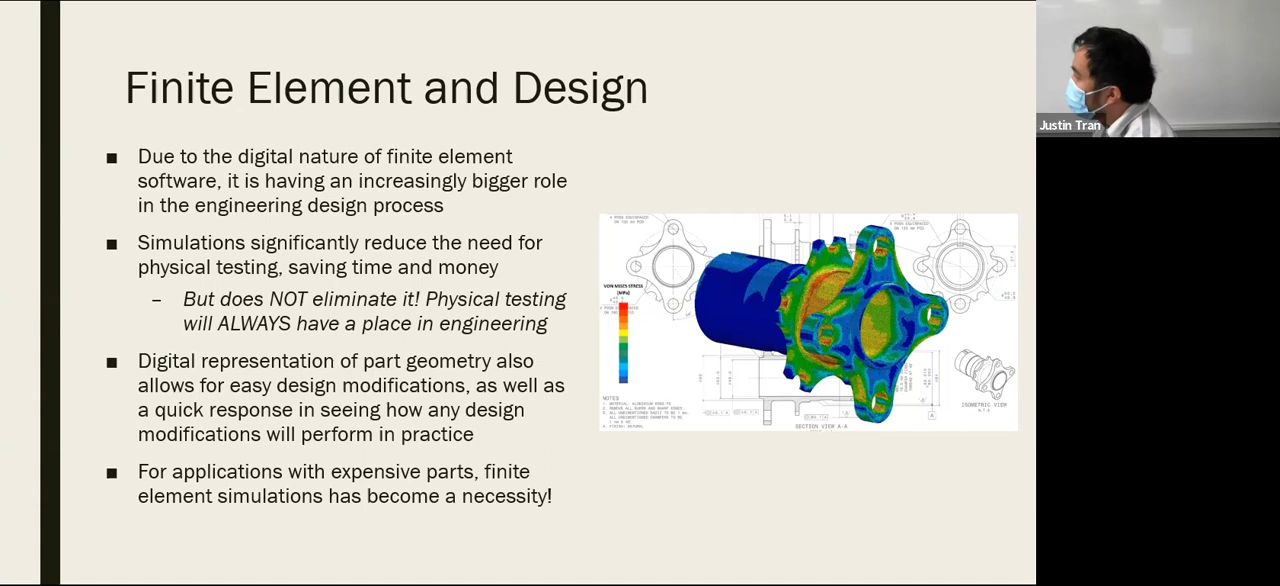 Finite Element and Design
■ Due to the digital nature of finite element
software, it is having an increasingly bigger role
in the engineering design process
■ Simulations significantly reduce the need for
physical testing, saving time and money
– But does NOT eliminate it! Physical testing
will ALWAYS have a place in engineering
■ Digital representation of part geometry also
allows for easy design modifications, as well as
a quick response in seeing how any design
modifications will perform in practice
■ For applications with expensive parts, finite
element simulations has become a necessity!
VON MISES STRESS
[MPa]
NOTES
SECTION VIEW A-A
A
ISOMETRIC VIEW
Justin Tran